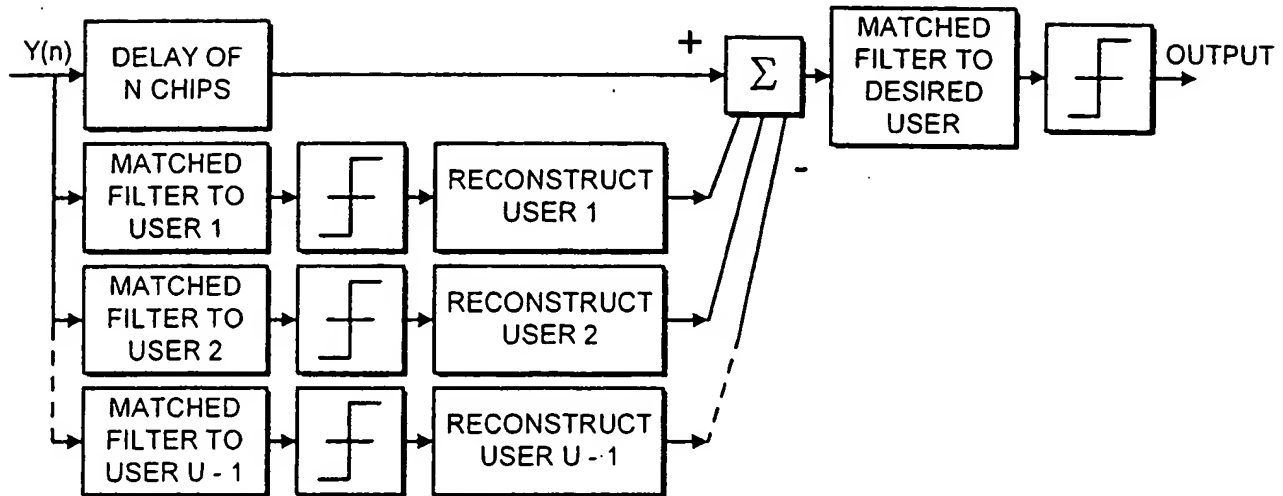 Y(n)
DELAY OF
N CHIPS
+
Σ
MATCHED
FILTER TO
DESIRED
USER
OUTPUT
-
MATCHED
FILTER TO
USER 1
RECONSTRUCT
USER 1
MATCHED
FILTER TO
USER 2
RECONSTRUCT
USER 2
MATCHED
FILTER TO
USER U - 1
RECONSTRUCT
USER U - 1